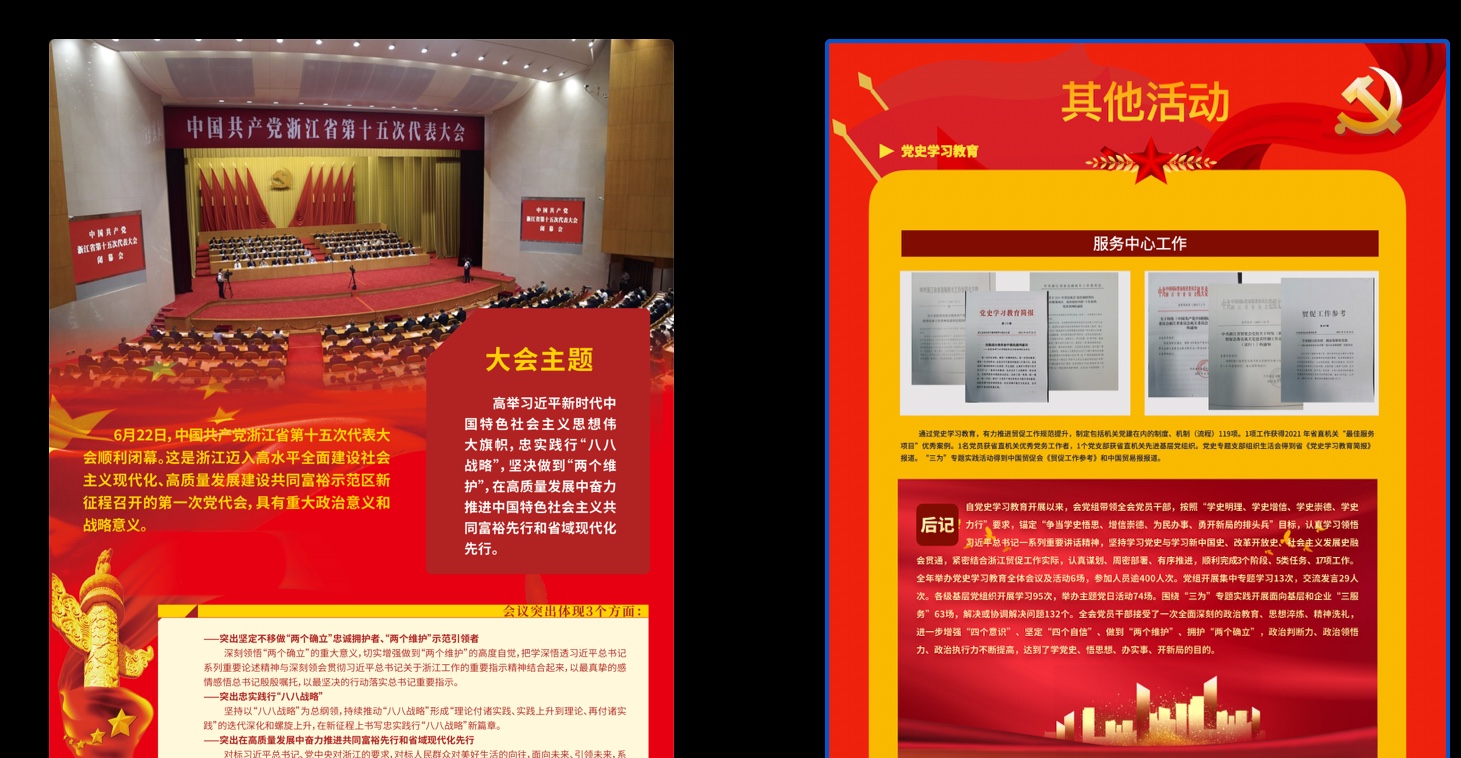 中国共产党浙江省第十五次代表大会
中国共产党
浙江省第十五次代表大会
闭幕会
中国共产党
浙江省第十五次代表大会
闭幕会
6月22日，中国共产党浙江省第十五次代表大
会顺利闭幕。这是浙江迈入高水平全面建设社会
主义现代化、高质量发展建设共同富裕示范区新
征程召开的第一次党代会，具有重大政治意义和
战略意义。
大会主题
高举习近平新时代中
国特色社会主义思想伟
大旗帜，忠实践行“八八
战略”，坚决做到“两个维
护”，在高质量发展中奋力
推进中国特色社会主义共
同富裕先行和省域现代化
先行。
会议突出体现3个方面：
——突出坚定不移做“两个确立”忠诚拥护者、“两个维护”示范引领者
深刻领悟“两个确立”的重大意义，切实增强做到“两个维护”的高度自觉，把学深悟透习近平总书记
系列重要论述精神与深刻领会贯彻习近平总书记关于浙江工作的重要指示精神结合起来，以最真挚的感
情感悟总书记殷殷嘱托，以最坚决的行动落实总书记重要指示。
——突出忠实践行“八八战略”
坚持以“八八战略”为总纲领，持续推动“八八战略”形成“理论付诸实践、实践上升到理论、再付诸实
践”的迭代深化和螺旋上升，在新征程上书写忠实践行“八八战略”新篇章。
——突出在高质量发展中奋力推进共同富裕先行和省域现代化先行
对标习近平总书记、党中央对浙江的要求，对标人民群众对美好生活的向往，面向未来、引领未来，系
其他活动
党史学习教育
服务中心工作
党史学习教育简报
贸促工作参考
通过党史学习教育，有力推进贸促工作规范提升，制定包括机关党建在内的制度、机制（流程）119项。1项工作获得2021 年省直机关“最佳服务
项目”优秀案例。1名党员获省直机关优秀党务工作者，1个党支部获省直机关先进基层党组织。党史专题支部组织生活会得到省《党史学习教育简报》
报道。“三为”专题实践活动得到中国贸促会《贸促工作参考》和中国贸易报报道。
后记
自党史学习教育开展以来，会党组带领全会党员干部，按照“学史明理、学史增信、学史崇德、学史
力行”要求，锚定“争当学史悟思、增信崇德、为民办事、勇开新局的排头兵”目标，认真学习领悟
习近平总书记一系列重要讲话精神，坚持学习党史与学习新中国史、改革开放史、社会主义发展史融
会贯通，紧密结合浙江贸促工作实际，认真谋划、周密部署、有序推进，顺利完成3个阶段、5类任务、17项工作。
全年举办党史学习教育全体会议及活动6场，参加人员逾400人次。党组开展集中专题学习13次，交流发言29人
次。各级基层党组织开展学习95次，举办主题党日活动74场。围绕“三为”专题实践开展面向基层和企业“三服
务”63场，解决或协调解决问题132个。全会党员干部接受了一次全面深刻的政治教育、思想淬炼、精神洗礼，
进一步增强“四个意识”、坚定“四个自信”、做到“两个维护”、拥护“两个确立”，政治判断力、政治领悟
力、政治执行力不断提高，达到了学党史、悟思想、办实事、开新局的目的。